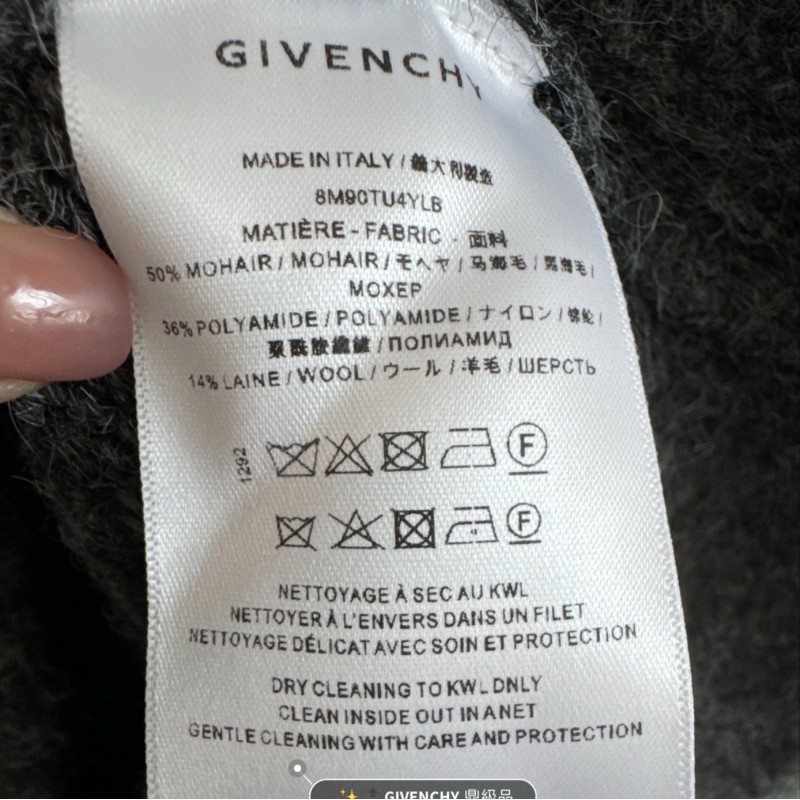 GIVENCHY
MADE IN ITALY / 義大利製造
8M90TU4YLB
MATIÈRE - FABRIC - 面料
50% MOHAIR / MOHAIR / モヘヤ / 马海毛 / 馬海毛 /
МОХЕР
36% POLYAMIDE / POLYAMIDE / ナイロン / 锦纶 /
聚酰胺纖維 / ПОЛИАМИД
14% LAINE / WOOL / ウール / 羊毛 / ШЕРСТЬ
1292
F
F
NETTOYAGE À SEC AU KWL
NETTOYER À L'ENVERS DANS UN FILET
NETTOYAGE DÉLICAT AVEC SOIN ET PROTECTION
DRY CLEANING TO KWL DNLY
CLEAN INSIDE OUT IN A NET
GENTLE CLEANING WITH CARE AND PROTECTION
GIVENCHY 鼎級品